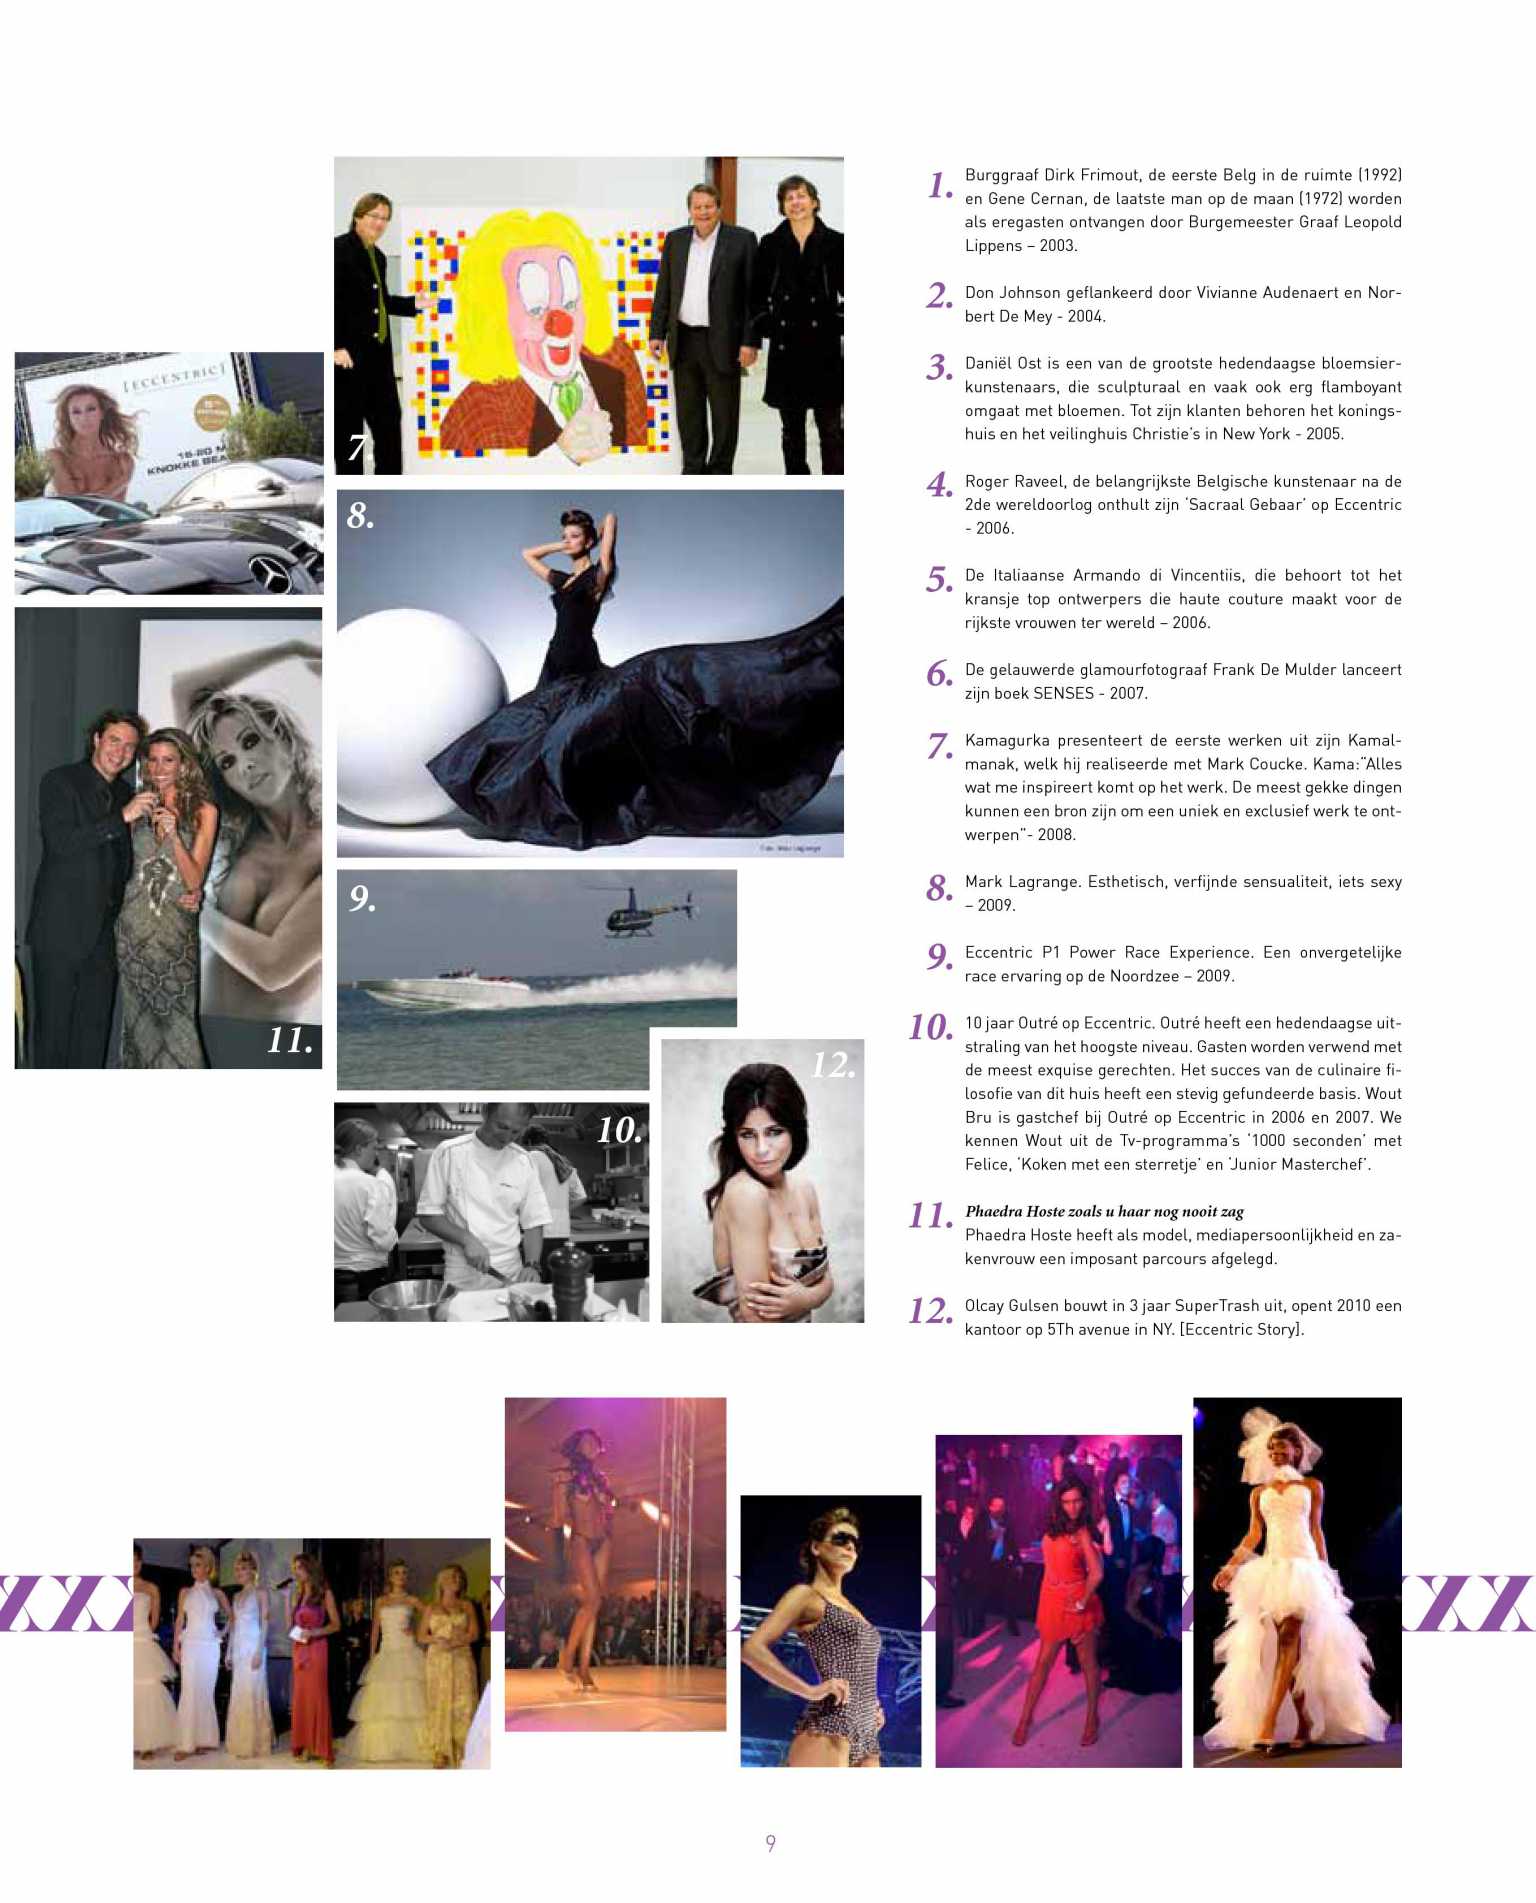 7.
[ECCENTRIC]
KNOKKE BEA
8.
11.
9.
12.
10.
1. Burggraaf Dirk Frimout, de eerste Belg in de ruimte (1992)
en Gene Cernan, de laatste man op de maan (1972) worden
als eregasten ontvangen door Burgemeester Graaf Leopold
Lippens – 2003.
2. Don Johnson geflankeerd door Vivianne Audenaert en Nor-
bert De Mey - 2004.
3. Daniël Ost is een van de grootste hedendaagse bloemsier-
kunstenaars, die sculpturaal en vaak ook erg flamboyant
omgaat met bloemen. Tot zijn klanten behoren het konings-
huis en het veilinghuis Christie’s in New York - 2005.
4. Roger Raveel, de belangrijkste Belgische kunstenaar na de
2de wereldoorlog onthult zijn ‘Sacraal Gebaar’ op Eccentric
- 2006.
5. De Italiaanse Armando di Vincentiis, die behoort tot het
kransje top ontwerpers die haute couture maakt voor de
rijkste vrouwen ter wereld – 2006.
6. De gelauwerde glamourfotograaf Frank De Mulder lanceert
zijn boek SENSES - 2007.
7. Kamagurka presenteert de eerste werken uit zijn Kamal-
manak, welk hij realiseerde met Mark Coucke. Kama:“Alles
wat me inspireert komt op het werk. De meest gekke dingen
kunnen een bron zijn om een uniek en exclusief werk te ont-
werpen”- 2008.
8. Mark Lagrange. Esthetisch, verfijnde sensualiteit, iets sexy
– 2009.
9. Eccentric P1 Power Race Experience. Een onvergetelijke
race ervaring op de Noordzee – 2009.
10. 10 jaar Outré op Eccentric. Outré heeft een hedendaagse uit-
straling van het hoogste niveau. Gasten worden verwend met
de meest exquise gerechten. Het succes van de culinaire fi-
losofie van dit huis heeft een stevig gefundeerde basis. Wout
Bru is gastchef bij Outré op Eccentric in 2006 en 2007. We
kennen Wout uit de Tv-programma’s ‘1000 seconden’ met
Felice, ‘Koken met een sterretje’ en ‘Junior Masterchef’.
11. Phaedra Hoste zoals u haar nog nooit zag
Phaedra Hoste heeft als model, mediapersoonlijkheid en za-
kenvrouw een imposant parcours afgelegd.
12. Olcay Gulsen bouwt in 3 jaar SuperTrash uit, opent 2010 een
kantoor op 5Th avenue in NY. [Eccentric Story].
9